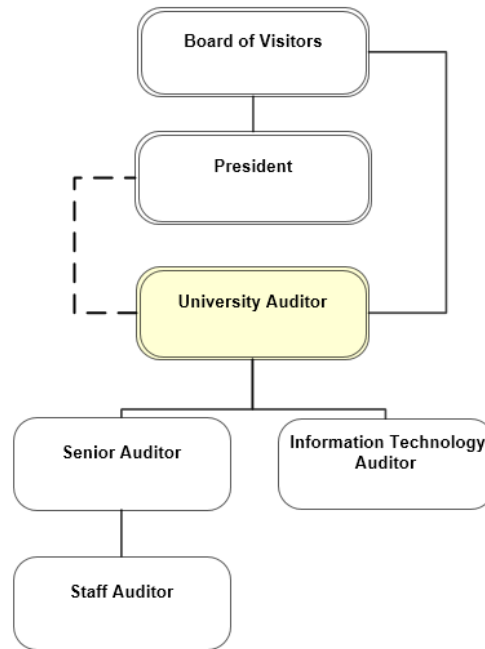 Board of Visitors
President
University Auditor
Senior Auditor
Information Technology
Auditor
Staff Auditor